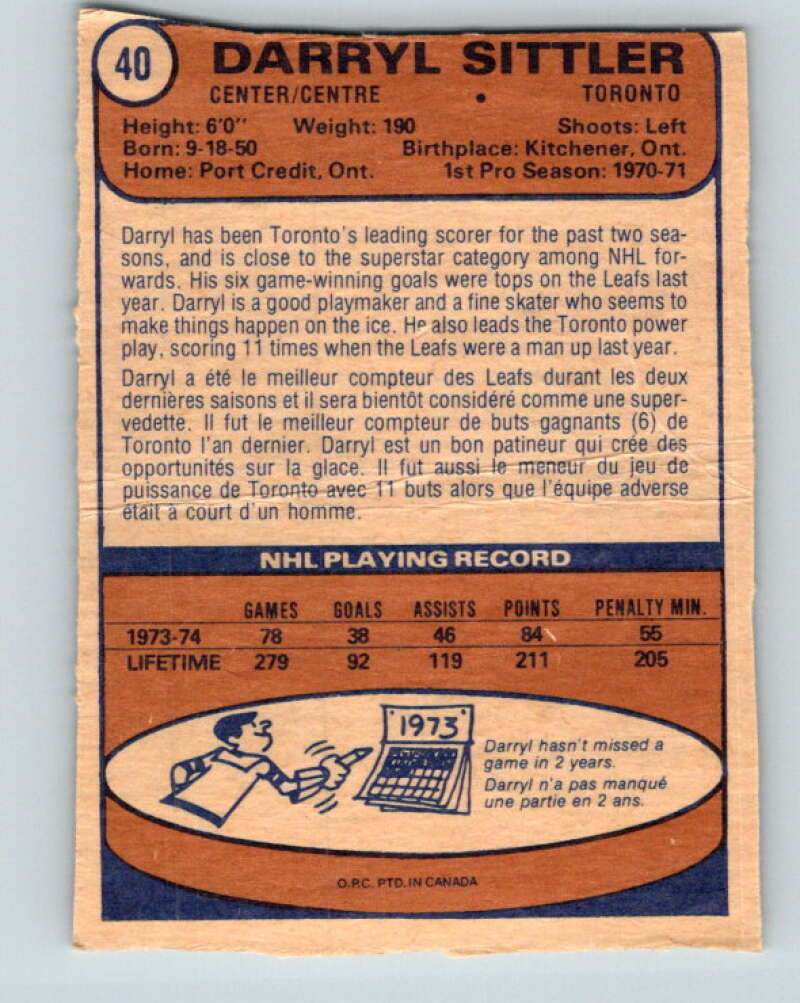 40
DARRYL SITTLER
CENTER/CENTRE • TORONTO
Height: 6'0'' Weight: 190 Shoots: Left
Born: 9-18-50 Birthplace: Kitchener, Ont.
Home: Port Credit, Ont. 1st Pro Season: 1970-71
Darryl has been Toronto's leading scorer for the past two sea-
sons, and is close to the superstar category among NHL for-
wards. His six game-winning goals were tops on the Leafs last
year. Darryl is a good playmaker and a fine skater who seems to
make things happen on the ice. He also leads the Toronto power
play, scoring 11 times when the Leafs were a man up last year.
Darryl a été le meilleur compteur des Leafs durant les deux
dernières saisons et il sera bientôt considéré comme une super-
vedette. Il fut le meilleur compteur de buts gagnants (6) de
Toronto l'an dernier. Darryl est un bon patineur qui crée des
opportunités sur la glace. Il fut aussi le meneur du jeu de
puissance de Toronto avec 11 buts alors que l'équipe adverse
était à court d'un homme.
NHL PLAYING RECORD
GAMES GOALS ASSISTS POINTS PENALTY MIN.
1973-74 78 38 46 84 55
LIFETIME 279 92 119 211 205
1973
Darryl hasn't missed a
game in 2 years.
Darryl n'a pas manqué
une partie en 2 ans.
O.P.C. PTD. IN CANADA